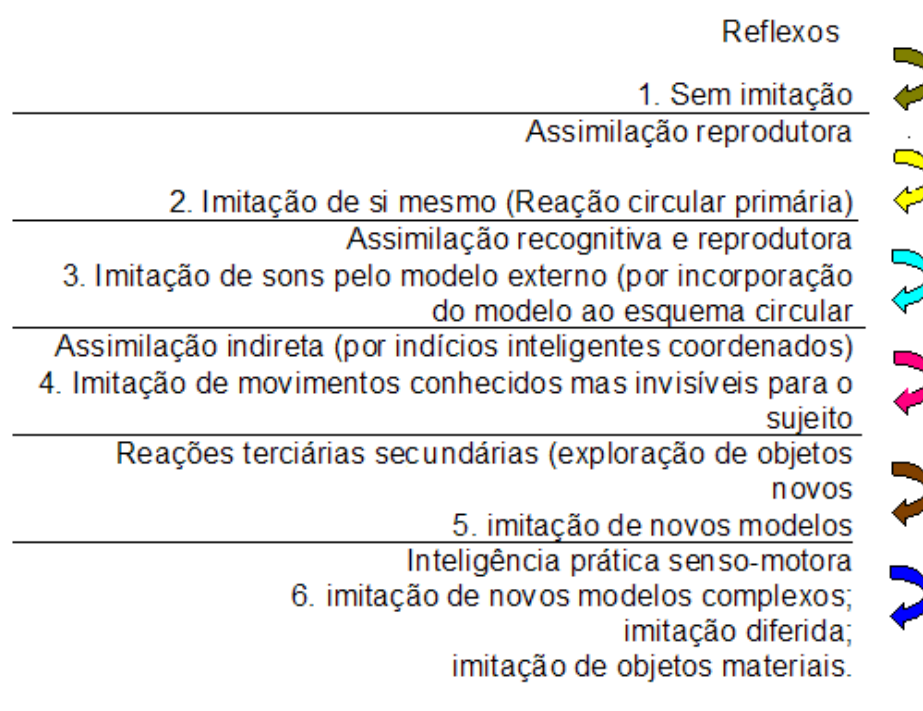 Reflexos
1. Sem imitação
Assimilação reprodutora
2. Imitação de si mesmo (Reação circular primária)
Assimilação recognitiva e reprodutora
3. Imitação de sons pelo modelo externo (por incorporação
do modelo ao esquema circular
Assimilação indireta (por indícios inteligentes coordenados)
4. Imitação de movimentos conhecidos mas invisíveis para o
sujeito
Reações terciárias secundárias (exploração de objetos
novos
5. imitação de novos modelos
Inteligência prática senso-motora
6. imitação de novos modelos complexos;
imitação diferida;
imitação de objetos materiais.